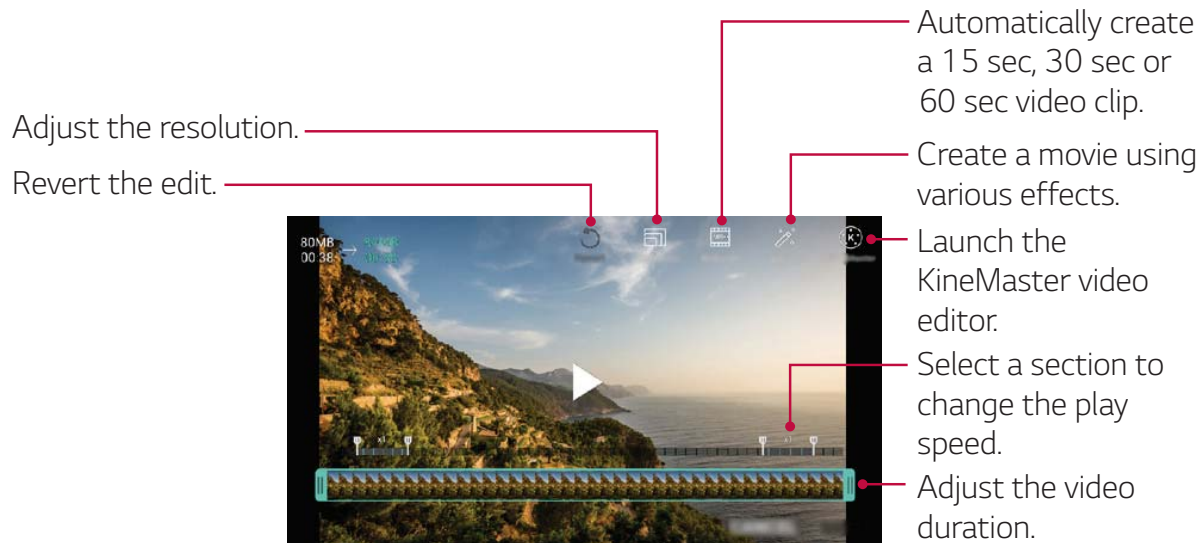 Automatically create
a 15 sec, 30 sec or
60 sec video clip.
Adjust the resolution.
Create a movie using
various effects.
Revert the edit.
Launch the
KineMaster video
editor.
Select a section to
change the play
speed.
Adjust the video
duration.
80MB
00:38
K
x1
x1